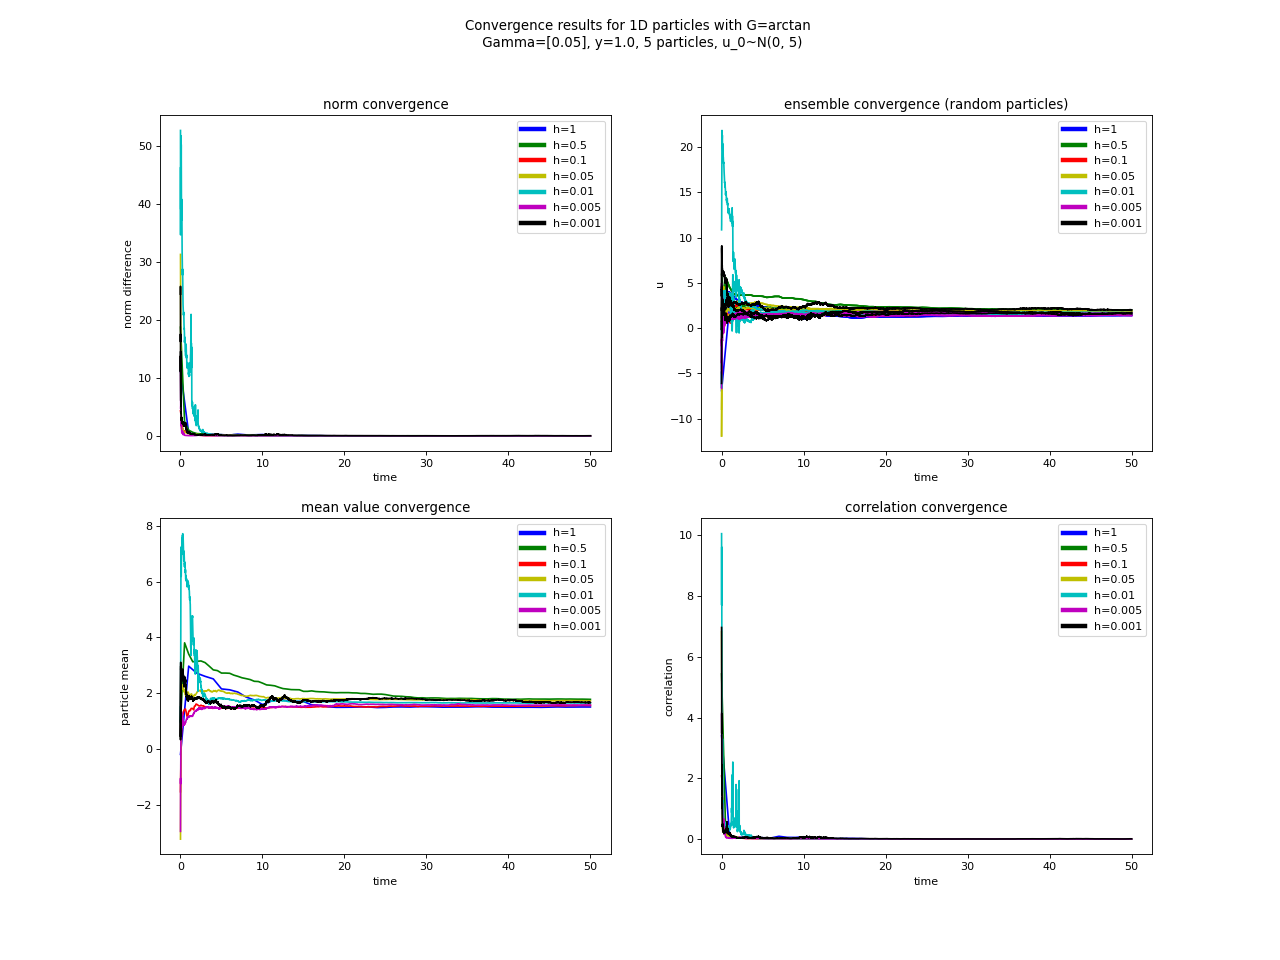 Convergence results for 1D particles with G=arctan
Gamma=[0.05], y=1.0, 5 particles, u_0~N(0, 5)
norm convergence
norm difference
50
40
30
20
10
0
0 10 20 30 40 50
time
h=1
h=0.5
h=0.1
h=0.05
h=0.01
h=0.005
h=0.001
ensemble convergence (random particles)
u
20
15
10
5
0
−5
−10
0 10 20 30 40 50
time
h=1
h=0.5
h=0.1
h=0.05
h=0.01
h=0.005
h=0.001
mean value convergence
particle mean
8
6
4
2
0
−2
0 10 20 30 40 50
time
h=1
h=0.5
h=0.1
h=0.05
h=0.01
h=0.005
h=0.001
correlation convergence
correlation
10
8
6
4
2
0
0 10 20 30 40 50
time
h=1
h=0.5
h=0.1
h=0.05
h=0.01
h=0.005
h=0.001